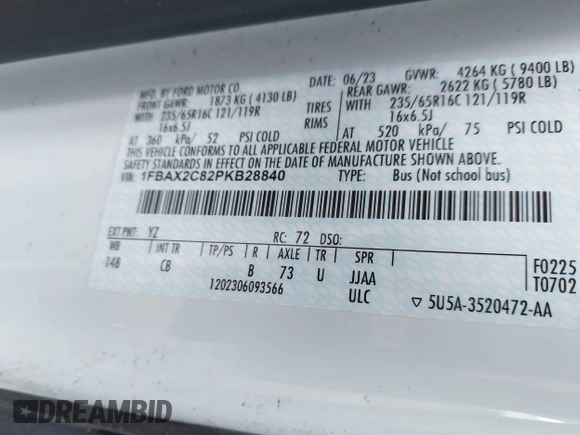 MFD. BY FORD MOTOR CO.
DATE: 06/23 GVWR: 4264 KG ( 9400 LB)
FRONT GAWR: 1873 KG ( 4130 LB) REAR GAWR: 2622 KG ( 5780 LB)
WITH 235/65R16C 121/119R TIRES WITH 235/65R16C 121/119R
16x6.5J RIMS 16x6.5J
AT 360 kPa/ 52 PSI COLD AT 520 kPa/ 75 PSI COLD
THIS VEHICLE CONFORMS TO ALL APPLICABLE FEDERAL MOTOR VEHICLE
SAFETY STANDARDS IN EFFECT ON THE DATE OF MANUFACTURE SHOWN ABOVE.
VIN: 1FBAX2C82PKB28840 TYPE: Bus (Not school bus)
EXT PNT: YZ RC: 72 DSO:
WB INT TR TP/PS R AXLE TR SPR
148 CB B 73 U JJAA
F0225
T0702
1202306093566 ULC ▽ 5U5A-3520472-AA
DREAMBID